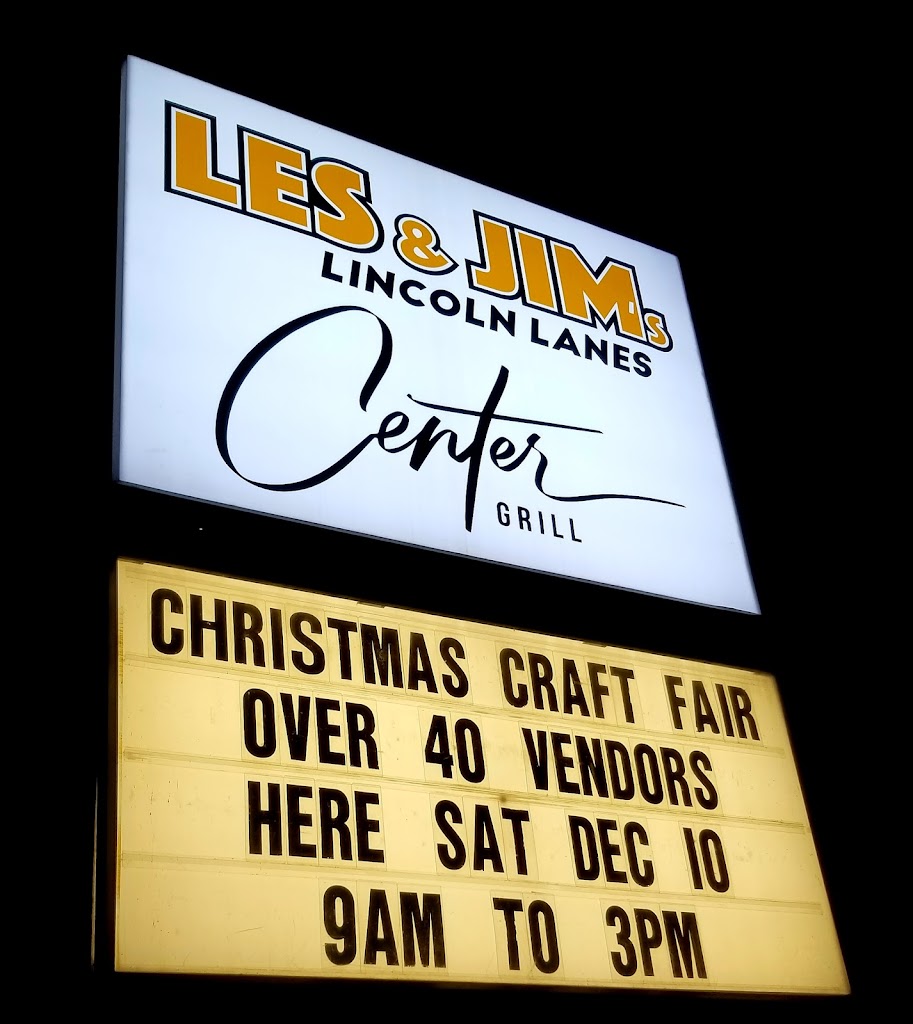 LES & JIM's
LINCOLN LANES
Center
GRILL
CHRISTMAS CRAFT FAIR
OVER 40 VENDORS
HERE SAT DEC 10
9AM TO 3PM